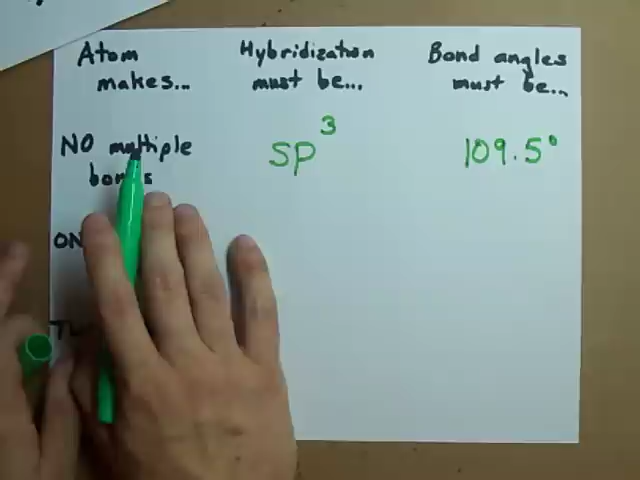 Atom
makes...
Hybridization
must be...
Bond angles
must be...
NO multiple
SP³
109.5°